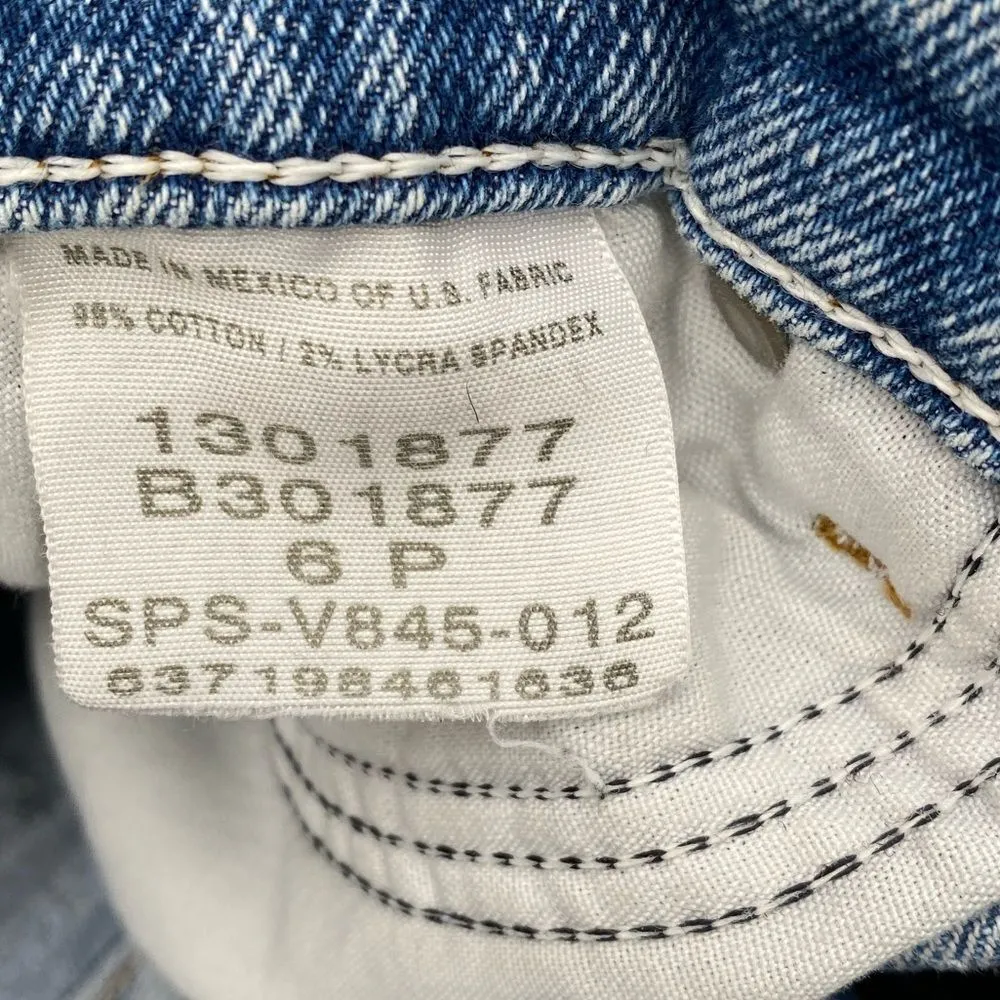 MADE IN MEXICO OF U.S. FABRIC
98% COTTON / 2% LYCRA SPANDEX
1301877
B301877
6 P
SPS-V845-012
637198461636